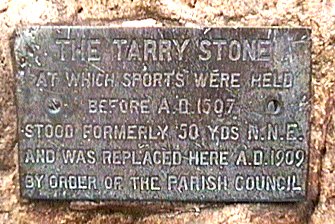 THE TARRY STONE
AT WHICH SPORTS WERE HELD
BEFORE A.D. 1507
STOOD FORMERLY 50 YDS N.N.E.
AND WAS REPLACED HERE A.D. 1909
BY ORDER OF THE PARISH COUNCIL